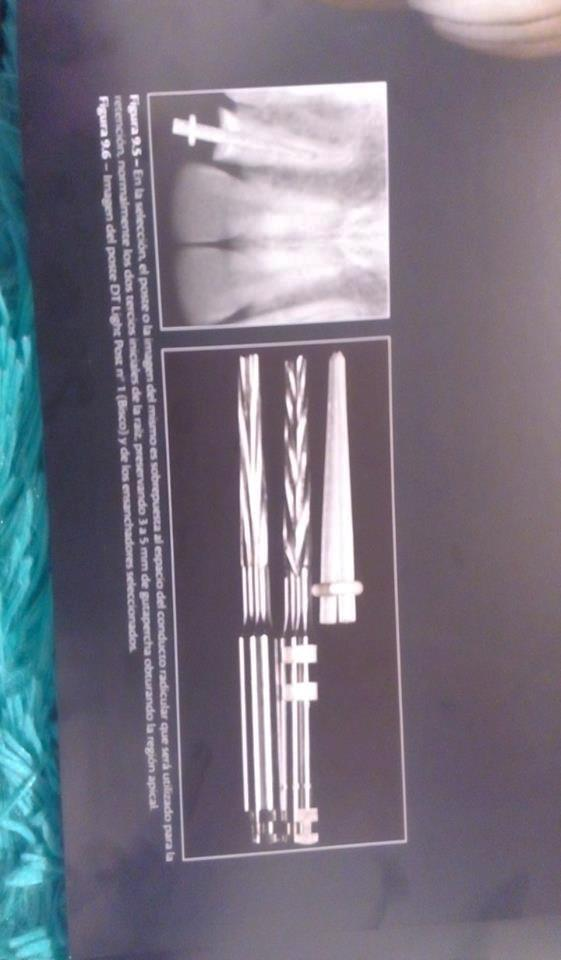 Figura 9.5 – En la selección, el poste o la imagen del mismo es sobrepuesta al espacio del conducto radicular que será utilizado para la
retención, normalmente los dos tercios iniciales de la raíz, preservando 3 a 5 mm de gutapercha obturando la región apical.
Figura 9.6 – Imagen del poste DT Light Post nº 1 (Bisco) y de los ensanchadores seleccionados.